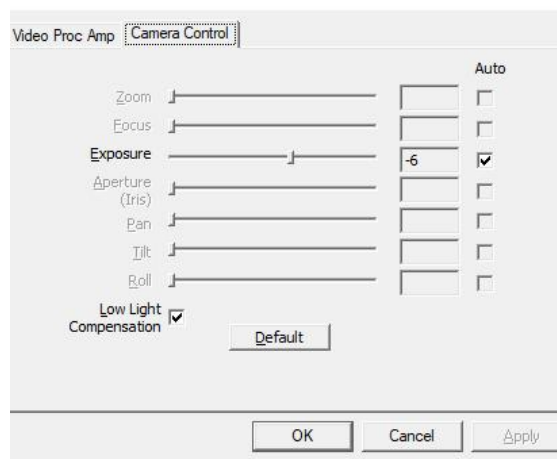 Video Proc Amp Camera Control
Auto
Zoom
Focus
Exposure -6
Aperture
(Iris)
Pan
Tilt
Roll
Low Light
Compensation
Default
OK Cancel Apply